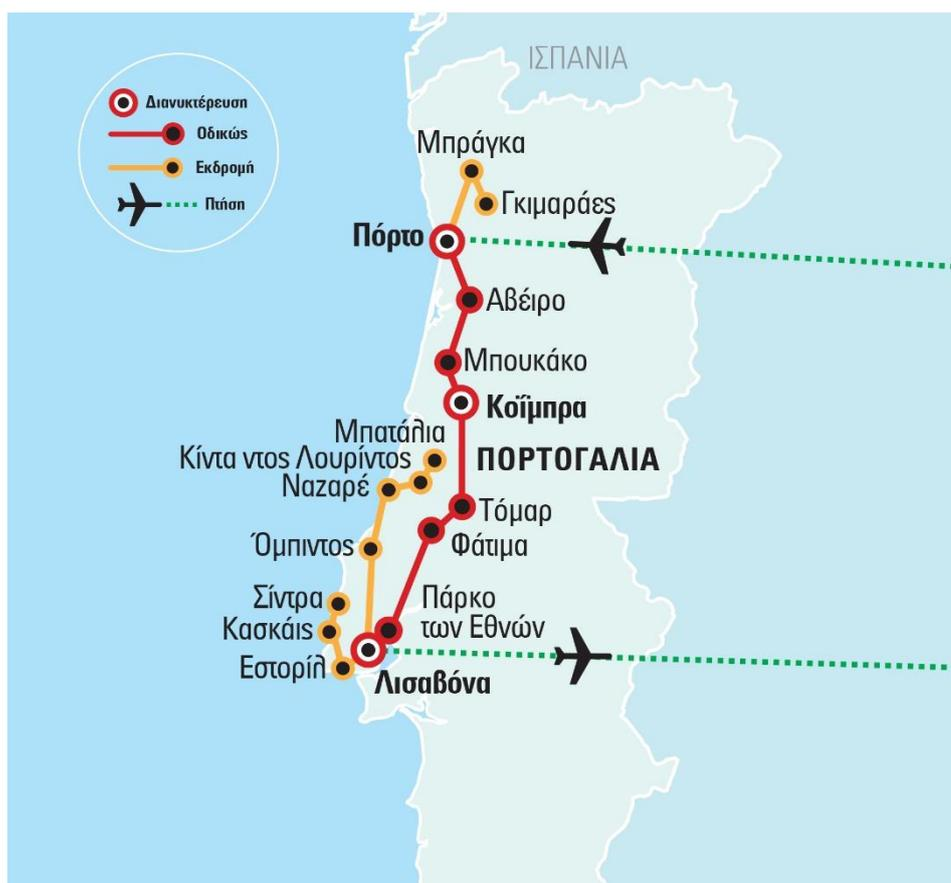 ΙΣΠΑΝΙΑ
Διανυκτέρευση
Οδικώς
Εκδρομή
Πτήση
Μπράγκα
Γκιμαράες
Πόρτο
Αβέιρο
Μπουκάκο
Κοΐμπρα
Μπατάλια
Κίντα ντος Λουρίντος
ΠΟΡΤΟΓΑΛΙΑ
Ναζαρέ
Τόμαρ
Φάτιμα
Όμπιντος
Σίντρα
Πάρκο
των Εθνών
Κασκάις
Εστορίλ
Λισαβόνα